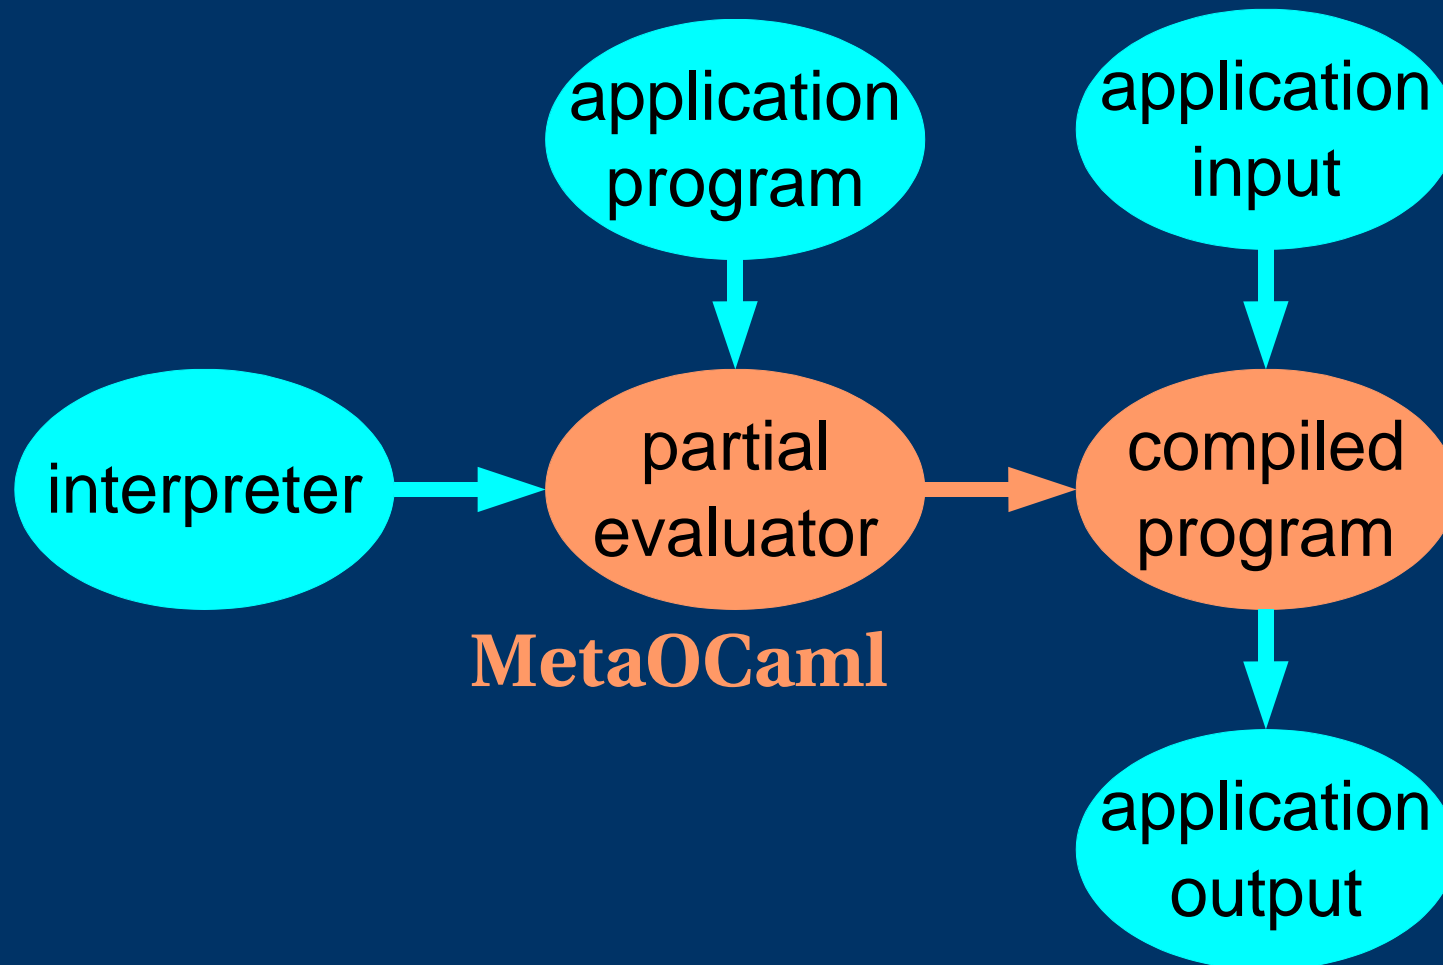 application
program
application
input
interpreter
partial
evaluator
compiled
program
MetaOCaml
application
output